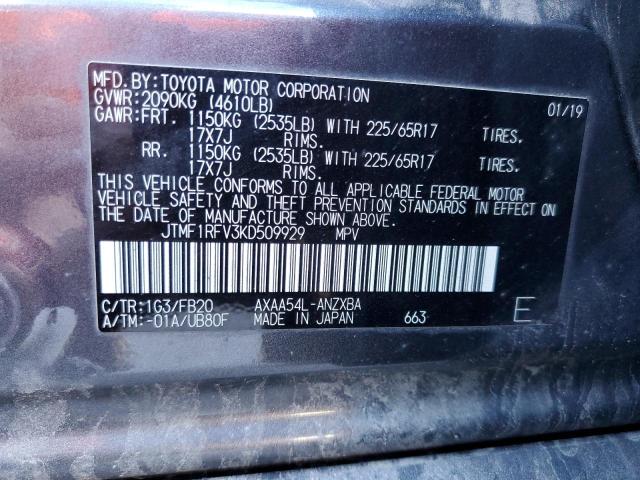 MFD.BY:TOYOTA MOTOR CORPORATION 01/19
GVWR:2090KG (4610LB)
GAWR:FRT. 1150KG (2535LB) WITH 225/65R17 TIRES.
17X7J RIMS.
RR. 1150KG (2535LB) WITH 225/65R17 TIRES.
17X7J RIMS.
THIS VEHICLE CONFORMS TO ALL APPLICABLE FEDERAL MOTOR
VEHICLE SAFETY AND THEFT PREVENTION STANDARDS IN EFFECT ON
THE DATE OF MANUFACTURE SHOWN ABOVE.
JTMF1RFV3KD509929 MPV
C/TR:1G3/FB20 AXAA54L-ANZXBA
A/TM:-01A/UB80F MADE IN JAPAN 663 E